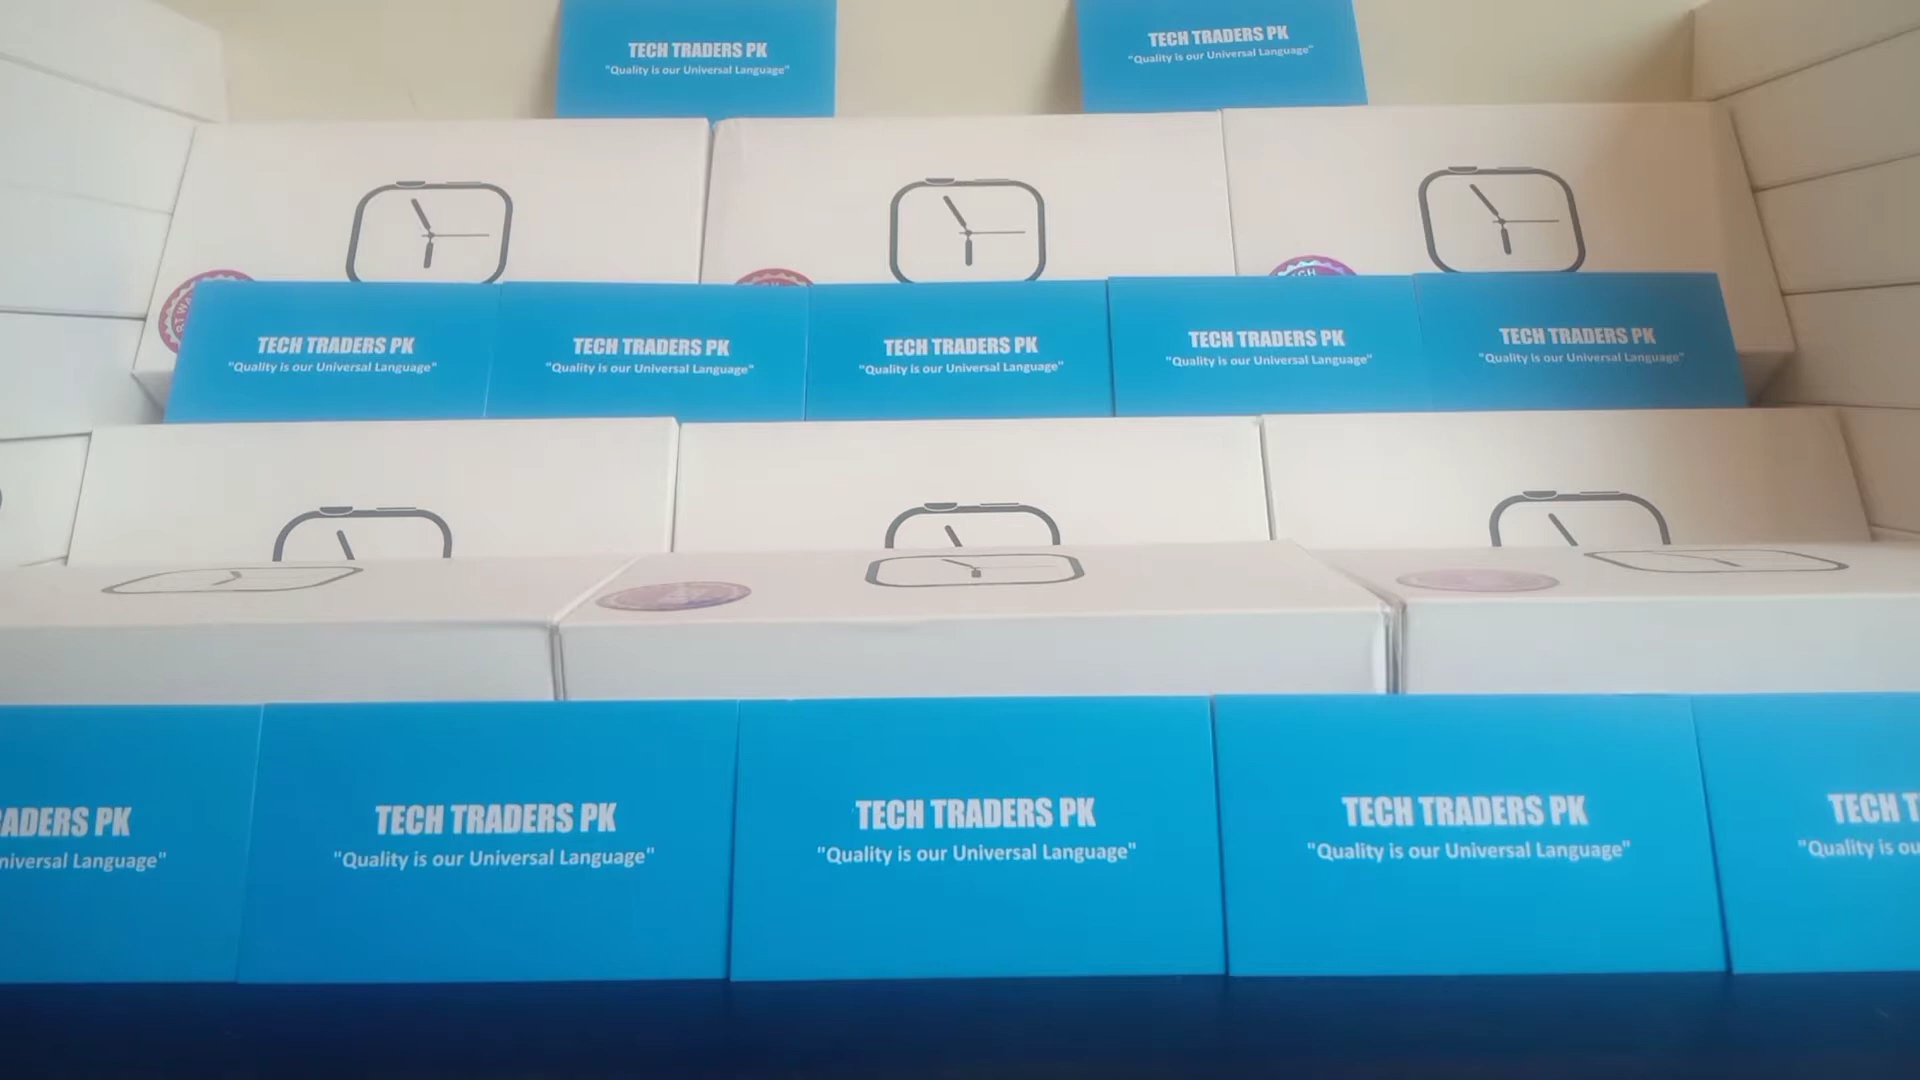 TECH TRADERS PK
"Quality is our Universal Language"
TECH TRADERS PK
"Quality is our Universal Language"
TECH TRADERS PK
"Quality is our Universal Language"
TECH TRADERS PK
"Quality is our Universal Language"
TECH TRADERS PK
"Quality is our Universal Language"
TECH TRADERS PK
"Quality is our Universal Language"
TECH TRADERS PK
"Quality is our Universal Language"
ADERS PK
niversal Language"
TECH TRADERS PK
"Quality is our Universal Language"
TECH TRADERS PK
"Quality is our Universal Language"
TECH TRADERS PK
"Quality is our Universal Language"
TECH T
"Quality is ou